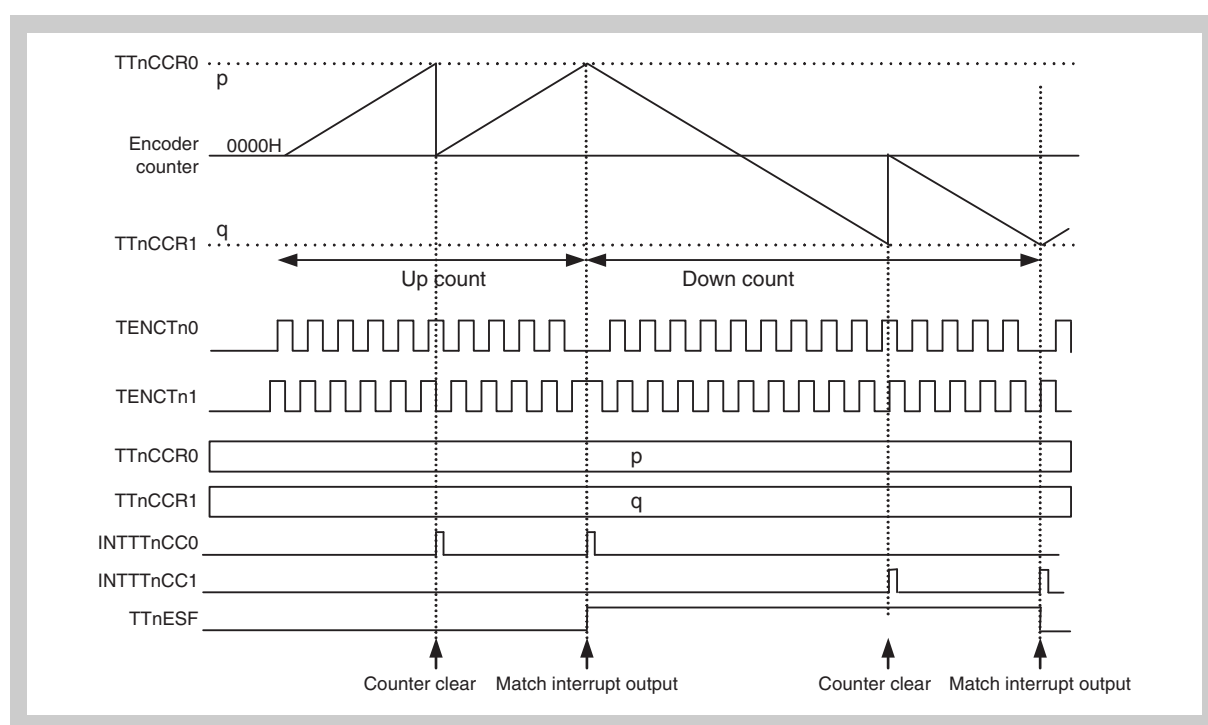 TTnCCR0
p
Encoder
counter
0000H
TTnCCR1
q
Up count
Down count
TENCTn0
TENCTn1
TTnCCR0
p
TTnCCR1
q
INTTTnCC0
INTTTnCC1
TTnESF
Counter clear
Match interrupt output
Counter clear
Match interrupt output